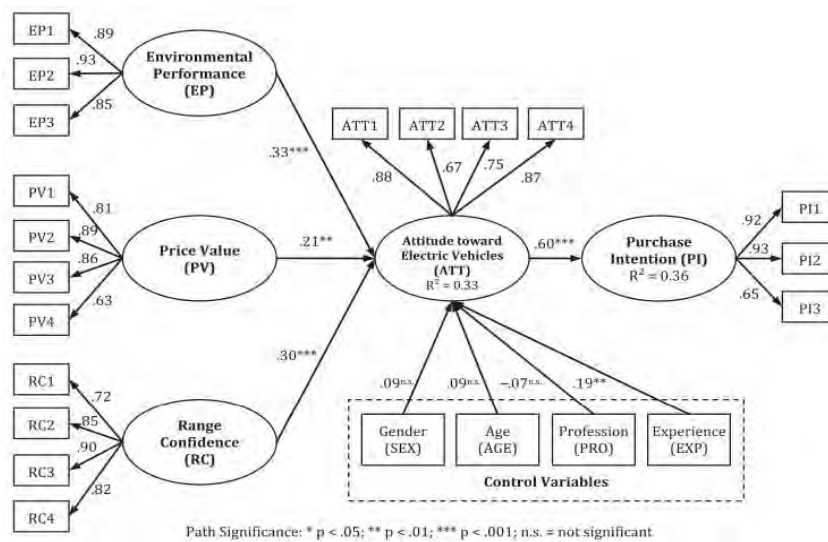 EP1
.89
EP2
.93
EP3
.85
Environmental
Performance
(EP)
.33***
PV1
.81
PV2
.89
PV3
.86
PV4
.63
Price Value
(PV)
.21**
RC1
.72
RC2
.85
RC3
.90
RC4
.82
Range
Confidence
(RC)
.30***
ATT1
ATT2
ATT3
ATT4
.88
.67
.75
.87
Attitude toward
Electric Vehicles
(ATT)
R² = 0.33
.60***
Purchase
Intention (PI)
R² = 0.36
.92
PI1
.93
PI2
.65
PI3
.09n.s.
.09n.s.
–.07n.s.
.19**
Gender
(SEX)
Age
(AGE)
Profession
(PRO)
Experience
(EXP)
Control Variables
Path Significance: * p < .05; ** p < .01; *** p < .001; n.s. = not significant